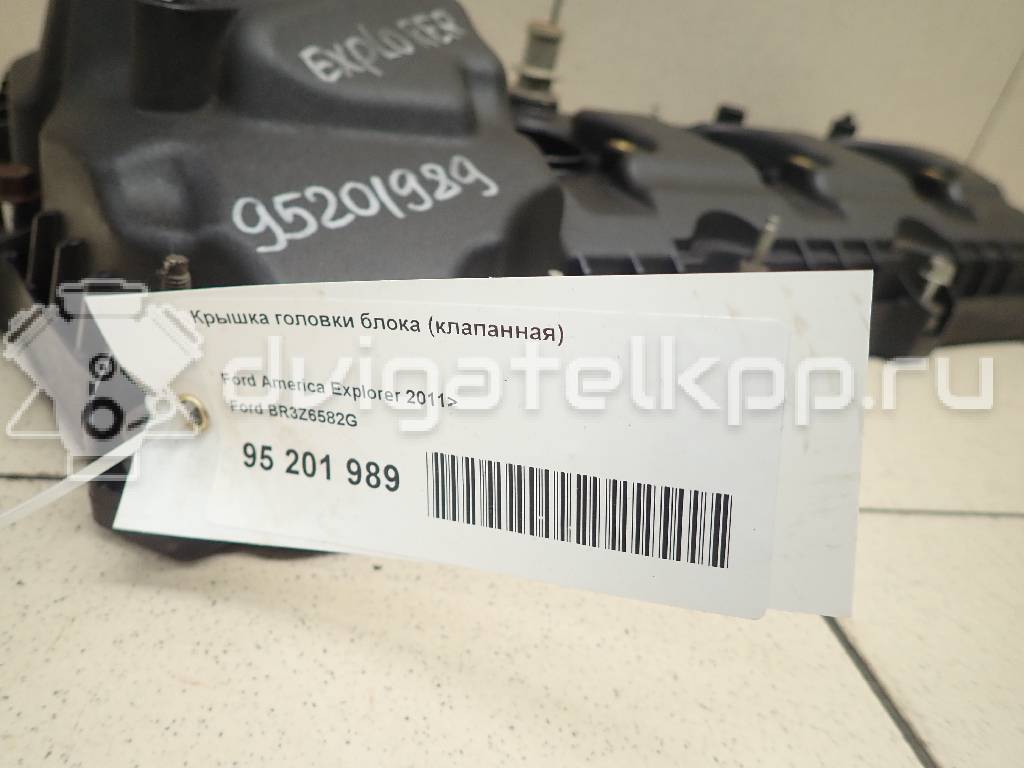 EXPLORER
95201989
Крышка головки блока (клапанная)
dvigatelkpp.ru
Ford America Explorer 2011>
Ford BR3Z6582G
95 201 989